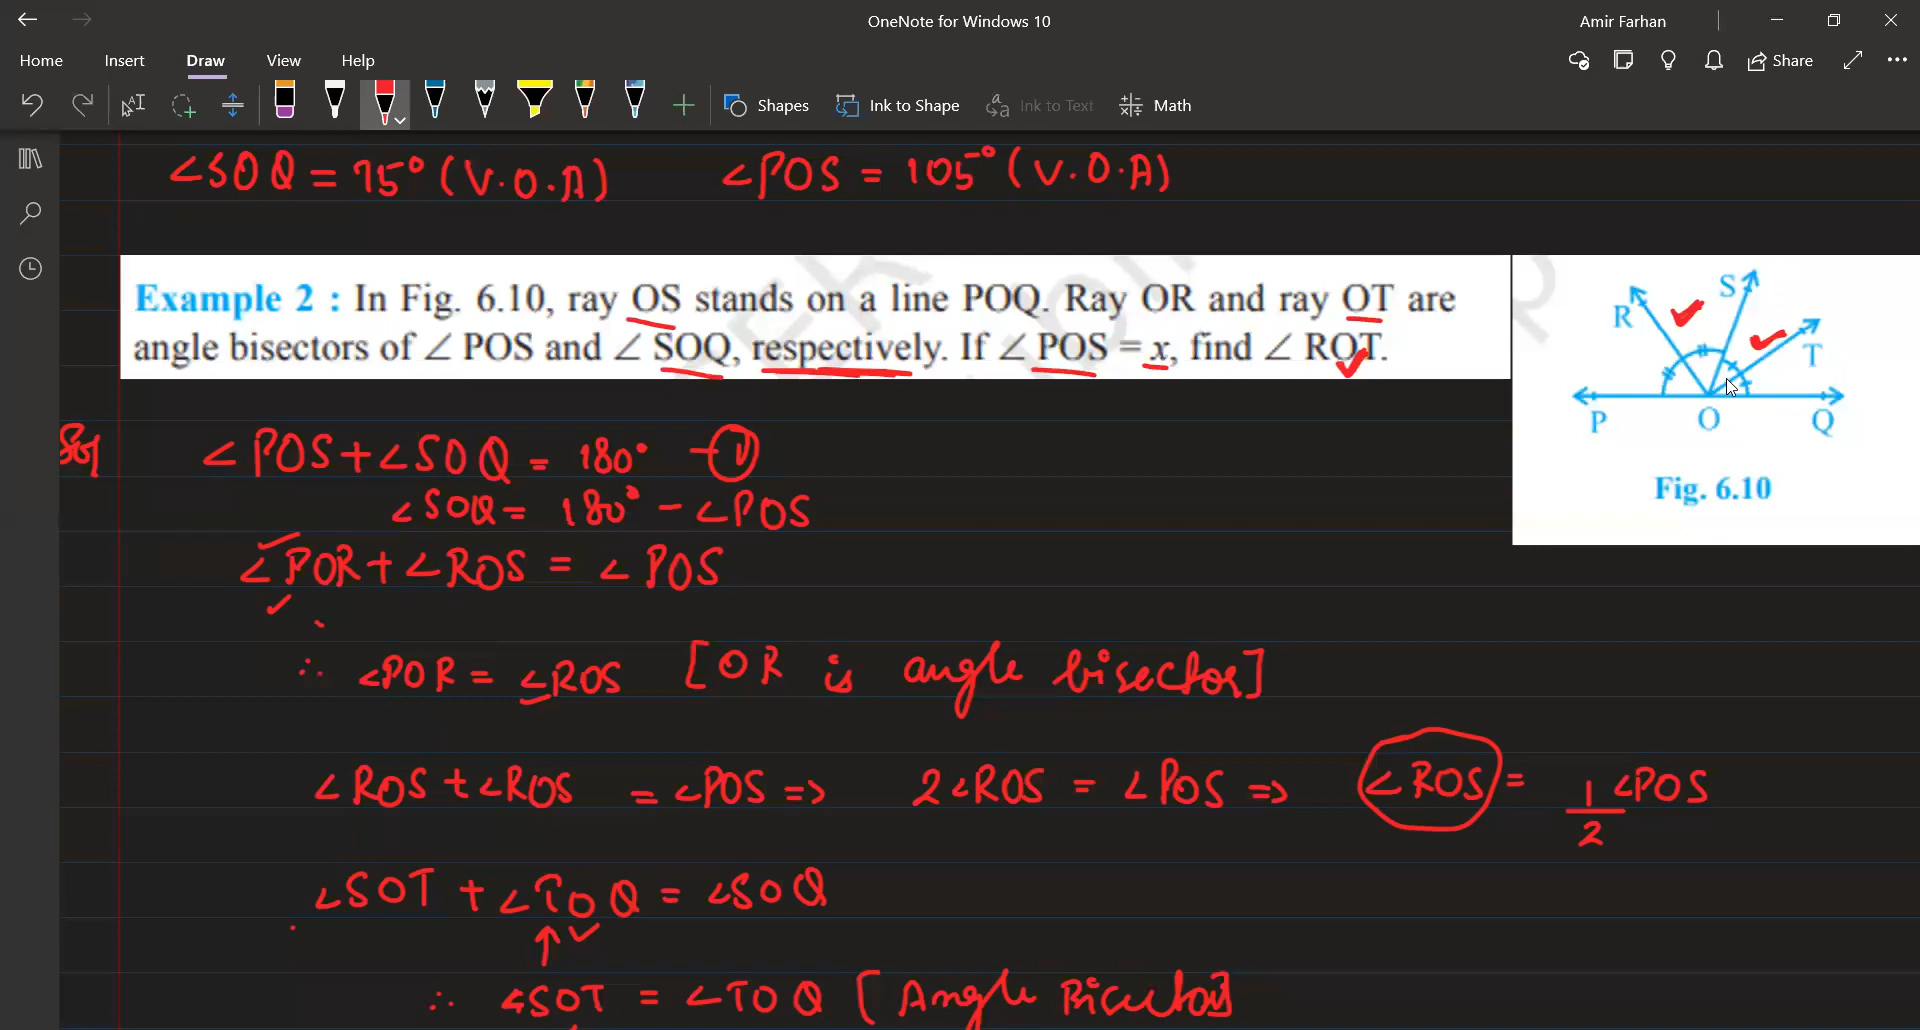 OneNote for Windows 10
Amir Farhan
Home Insert Draw View Help
Share
Shapes Ink to Shape Ink to Text Math
∠SOQ = 75° (V.O.A) ∠POS = 105° (V.O.A)
Example 2 : In Fig. 6.10, ray OS stands on a line POQ. Ray OR and ray OT are
angle bisectors of ∠ POS and ∠ SOQ, respectively. If ∠ POS = x, find ∠ ROT.
R S T
P O Q
Fig. 6.10
Sol ∠POS + ∠SOQ = 180° - ①
∠SOQ = 180° - ∠POS
∠POR + ∠ROS = ∠POS
∴ ∠POR = ∠ROS [OR is angle bisector]
∠ROS + ∠ROS = ∠POS => 2∠ROS = ∠POS => ∠ROS = 1/2 ∠POS
∠SOT + ∠TOQ = ∠SOQ
∴ ∠SOT = ∠TOQ [Angle Bisector]